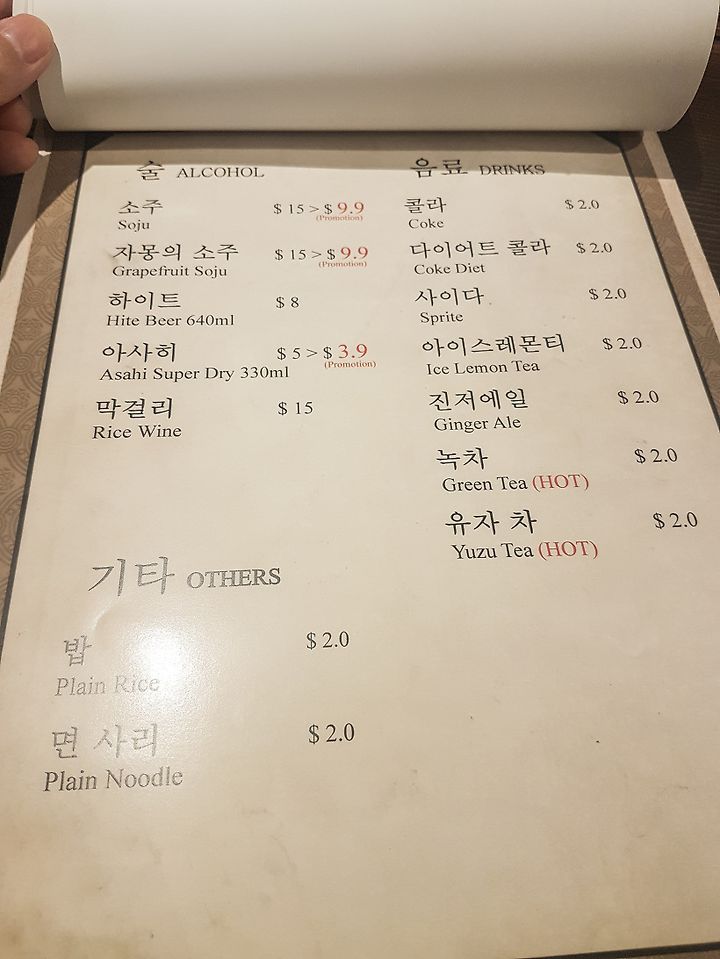 술 ALCOHOL
소주 $ 15 > $ 9.9
Soju (Promotion)
자몽의 소주 $ 15 > $ 9.9
Grapefruit Soju (Promotion)
하이트 $ 8
Hite Beer 640ml
아사히 $ 5 > $ 3.9
Asahi Super Dry 330ml (Promotion)
막걸리 $ 15
Rice Wine
음료 DRINKS
콜라 $ 2.0
Coke
다이어트 콜라 $ 2.0
Coke Diet
사이다 $ 2.0
Sprite
아이스레몬티 $ 2.0
Ice Lemon Tea
진저에일 $ 2.0
Ginger Ale
녹차 $ 2.0
Green Tea (HOT)
유자 차 $ 2.0
Yuzu Tea (HOT)
기타 OTHERS
밥 $ 2.0
Plain Rice
면 사리 $ 2.0
Plain Noodle